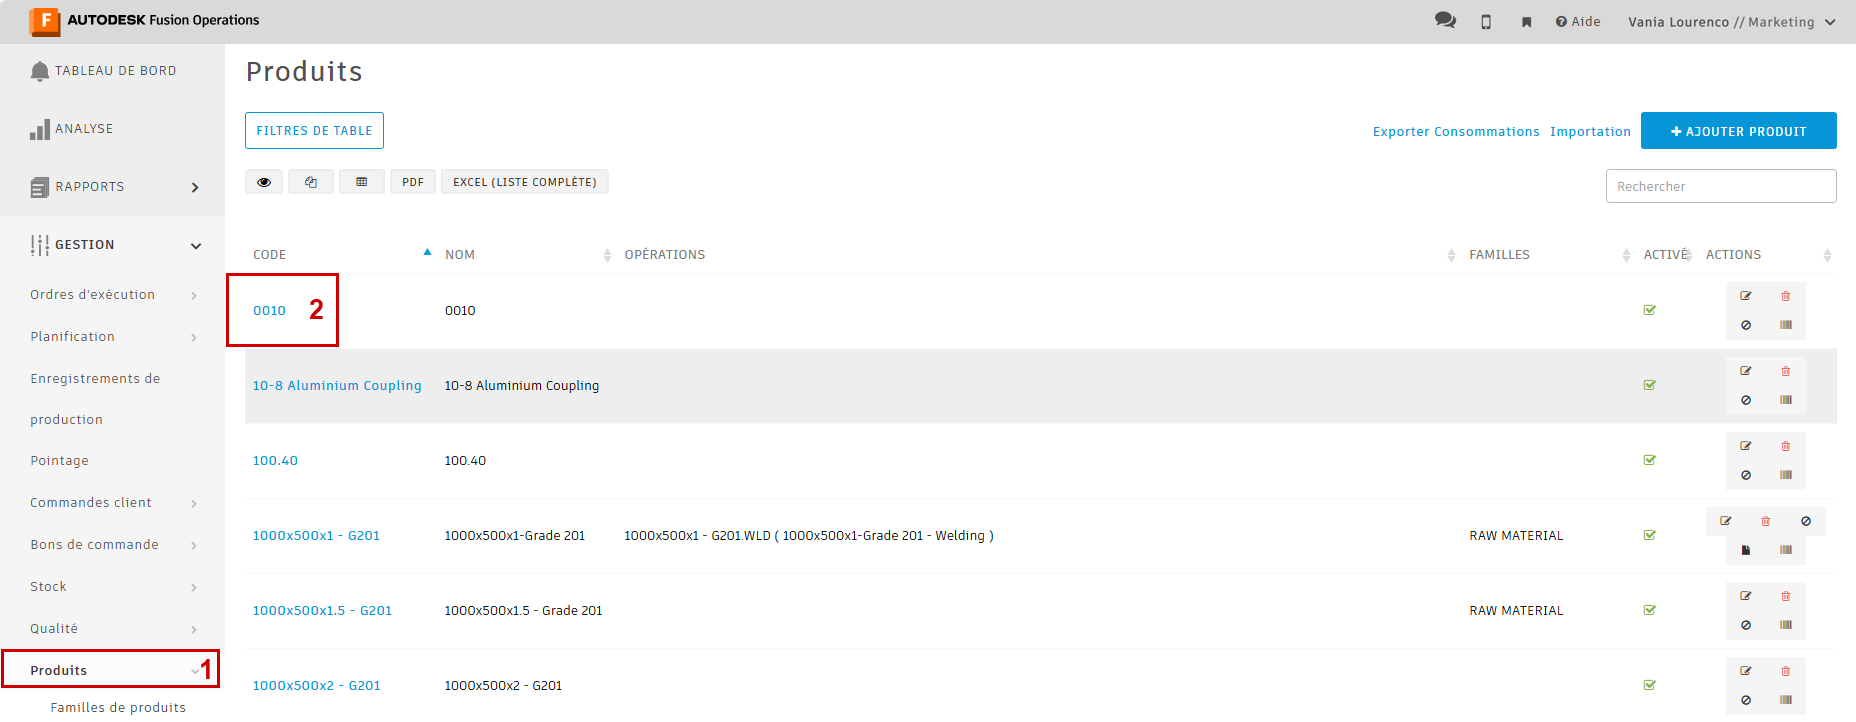 F AUTODESK Fusion Operations
Aide
Vania Lourenco // Marketing
TABLEAU DE BORD
ANALYSE
RAPPORTS
GESTION
Ordres d'exécution
Planification
Enregistrements de
production
Pointage
Commandes client
Bons de commande
Stock
Qualité
Produits 1
Familles de produits
Produits
FILTRES DE TABLE
Exporter Consommations Importation + AJOUTER PRODUIT
PDF EXCEL (LISTE COMPLÈTE)
Rechercher
CODE NOM OPÉRATIONS FAMILLES ACTIVÉ ACTIONS
0010 2 0010
10-8 Aluminium Coupling 10-8 Aluminium Coupling
100.40 100.40
1000x500x1 - G201 1000x500x1-Grade 201 1000x500x1 - G201.WLD ( 1000x500x1-Grade 201 - Welding ) RAW MATERIAL
1000x500x1.5 - G201 1000x500x1.5 - Grade 201 RAW MATERIAL
1000x500x2 - G201 1000x500x2 - G201